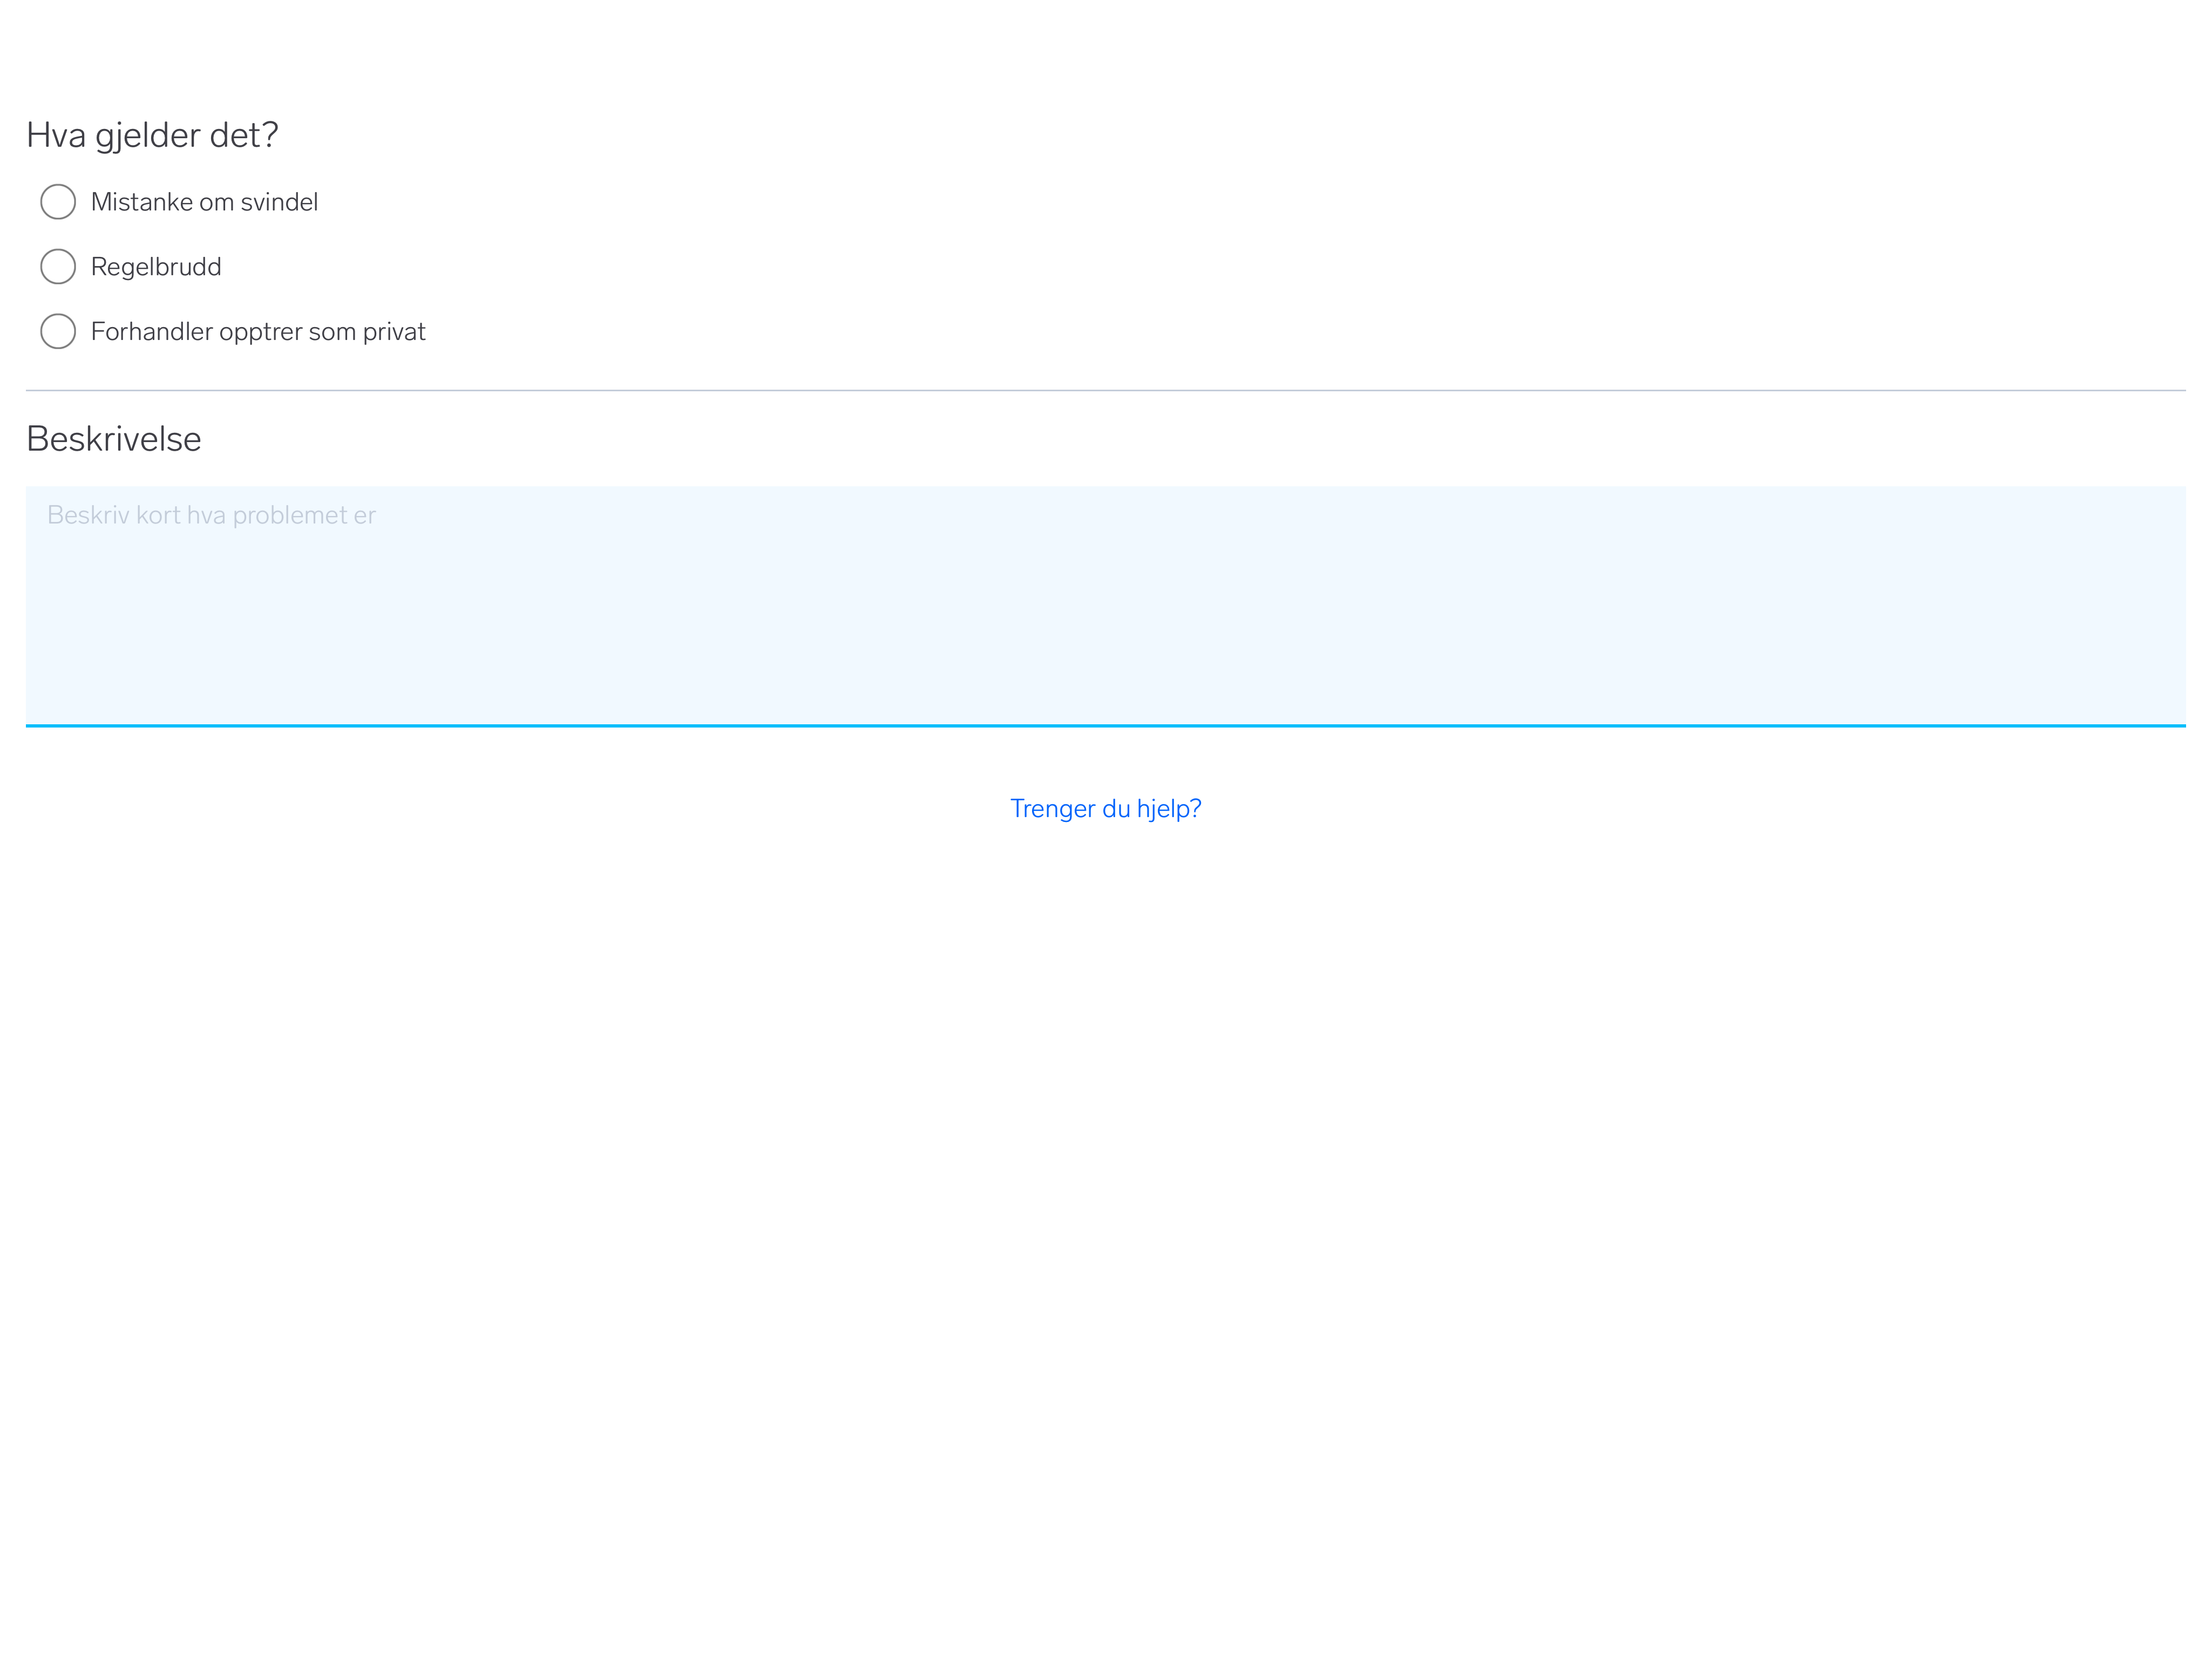 Hva gjelder det?
Mistanke om svindel
Regelbrudd
Forhandler opptrer som privat
Beskrivelse
Beskriv kort hva problemet er
Trenger du hjelp?